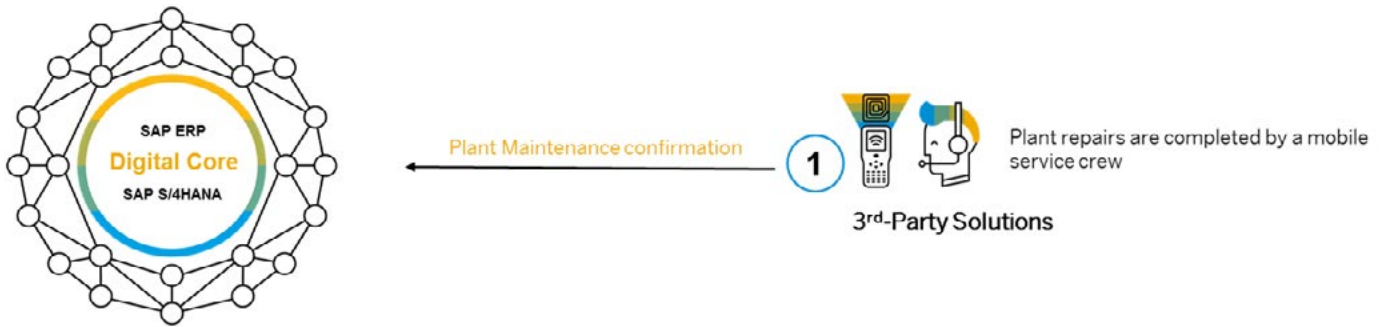 SAP ERP
Digital Core
SAP S/4HANA
Plant Maintenance confirmation
1
Plant repairs are completed by a mobile
service crew
3rd-Party Solutions